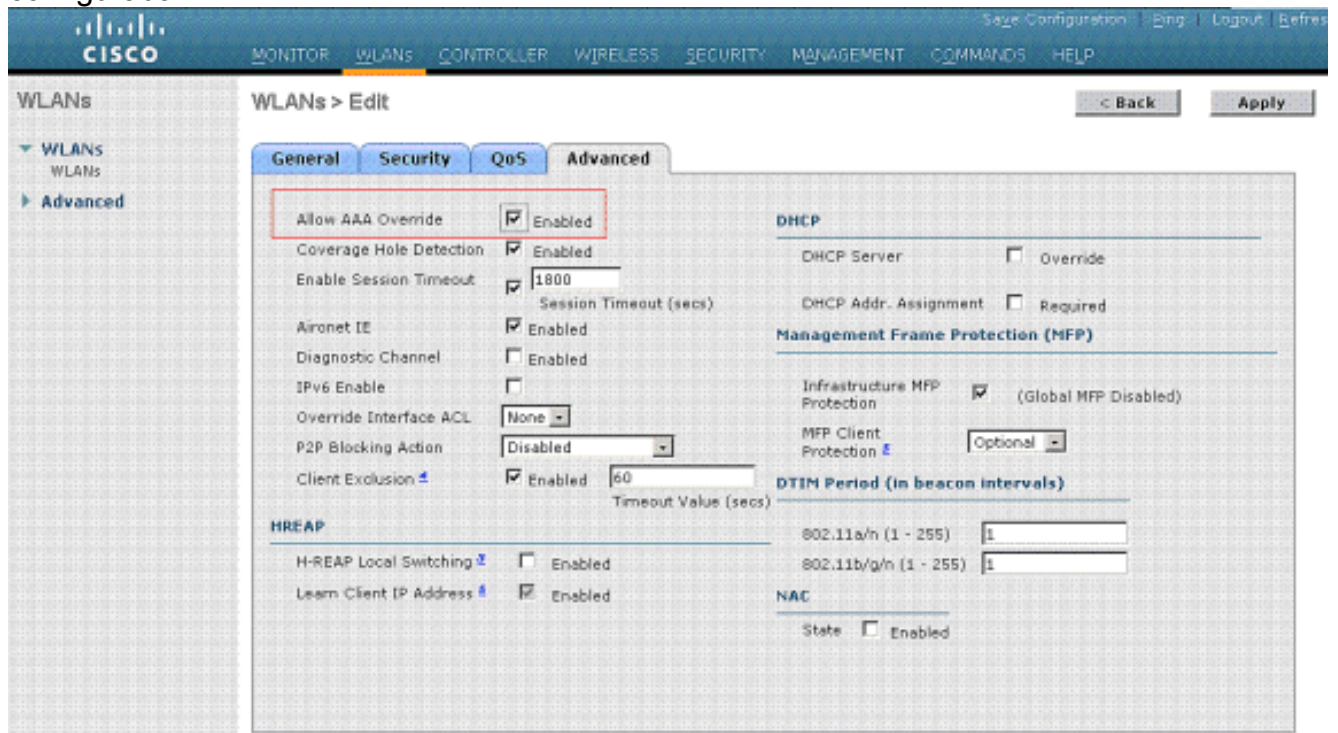 Save Configuration | Ping | Logout | Refres
CISCO
MONITOR WLANs CONTROLLER WIRELESS SECURITY MANAGEMENT COMMANDS HELP
WLANs
WLANs
WLANs
Advanced
WLANs > Edit
< Back
Apply
General
Security
QoS
Advanced
Allow AAA Override Enabled
Coverage Hole Detection Enabled
Enable Session Timeout 1800
Session Timeout (secs)
Aironet IE Enabled
Diagnostic Channel Enabled
IPv6 Enable
Override Interface ACL None
P2P Blocking Action Disabled
Client Exclusion 4 Enabled 60
Timeout Value (secs)
HREAP
H-REAP Local Switching Enabled
Learn Client IP Address Enabled
DHCP
DHCP Server Override
DHCP Addr. Assignment Required
Management Frame Protection (MFP)
Infrastructure MFP
Protection (Global MFP Disabled)
MFP Client
Protection Optional
DTIM Period (in beacon intervals)
802.11a/n (1 - 255) 1
802.11b/g/n (1 - 255) 1
NAC
State Enabled